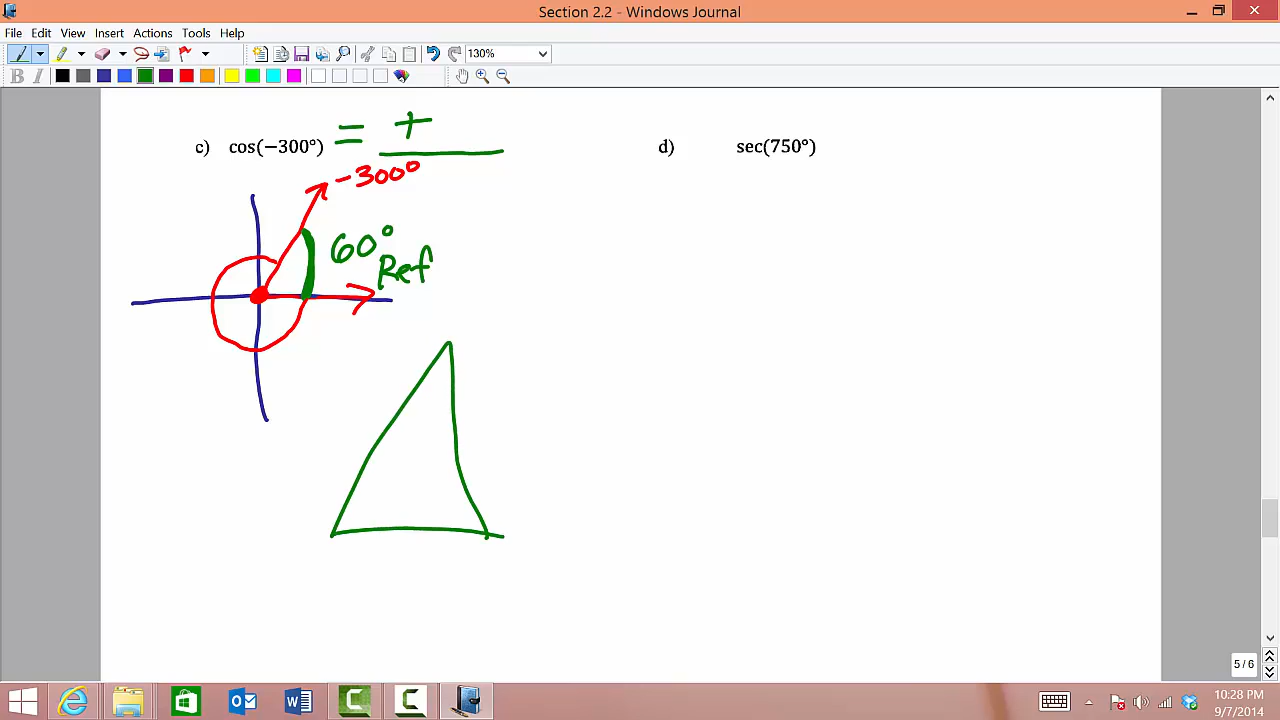 Section 2.2 - Windows Journal
File Edit View Insert Actions Tools Help
130%
B I
c) cos(−300°) = +
d) sec(750°)
-300°
60°
Ref
5 / 6
10:28 PM
9/7/2014